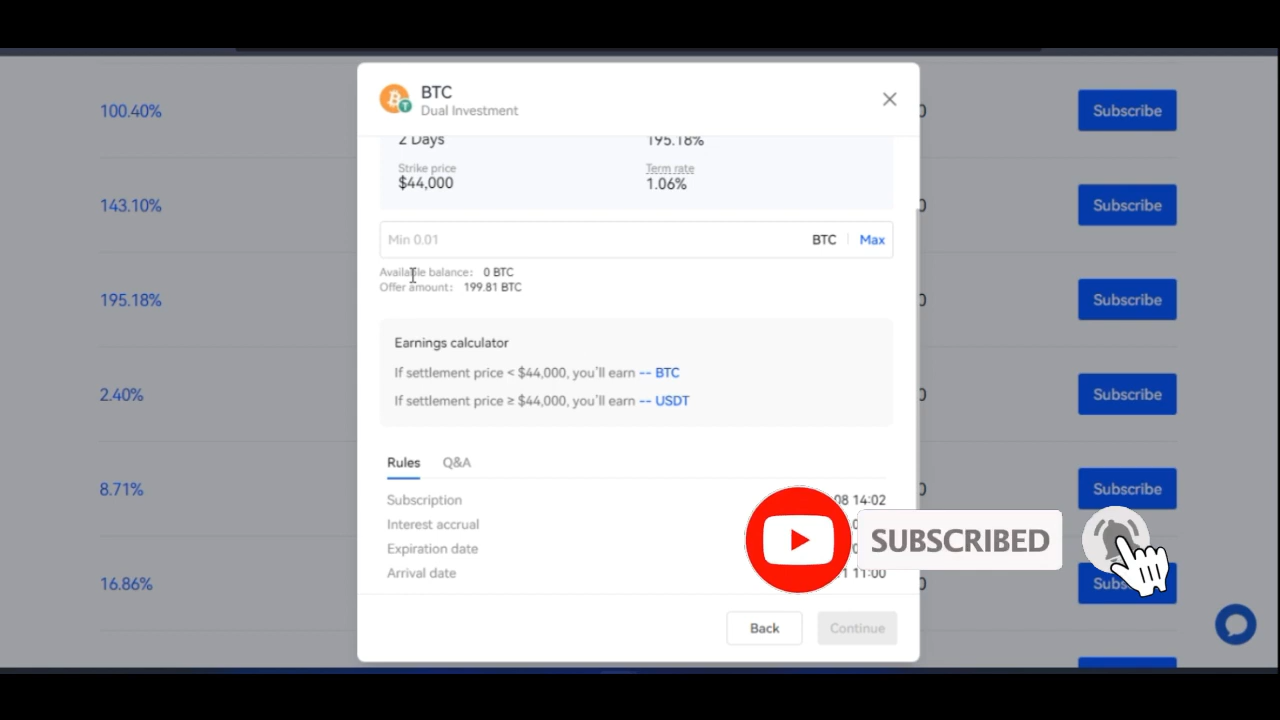 BTC
Dual Investment
100.40%
Subscribe
2 Days
195.18%
Strike price
Term rate
$44,000
1.06%
143.10%
Subscribe
Min 0.01
BTC
Max
Available balance: 0 BTC
Offer amount: 199.81 BTC
195.18%
Subscribe
Earnings calculator
If settlement price < $44,000, you'll earn -- BTC
If settlement price ≥ $44,000, you'll earn -- USDT
2.40%
Subscribe
Rules
Q&A
8.71%
Subscribe
Subscription
08 14:02
Interest accrual
Expiration date
Arrival date
11:00
SUBSCRIBED
16.86%
Back
Continue